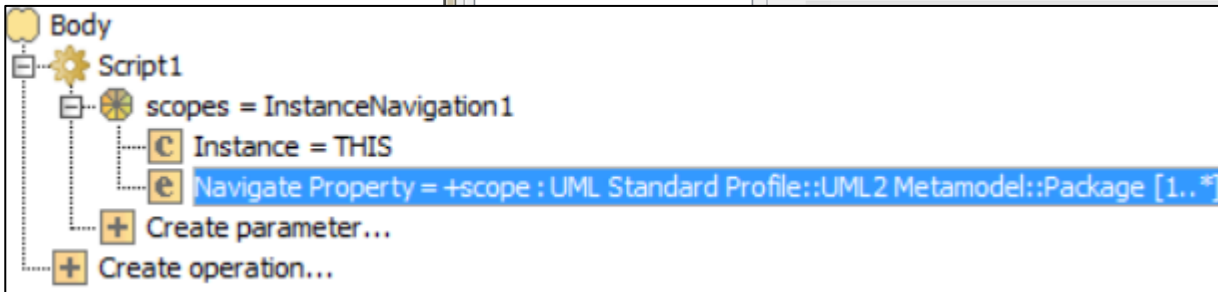 Body
Script1
scopes = InstanceNavigation1
C Instance = THIS
e Navigate Property = +scope : UML Standard Profile::UML2 Metamodel::Package [1..*]
+ Create parameter...
+ Create operation...